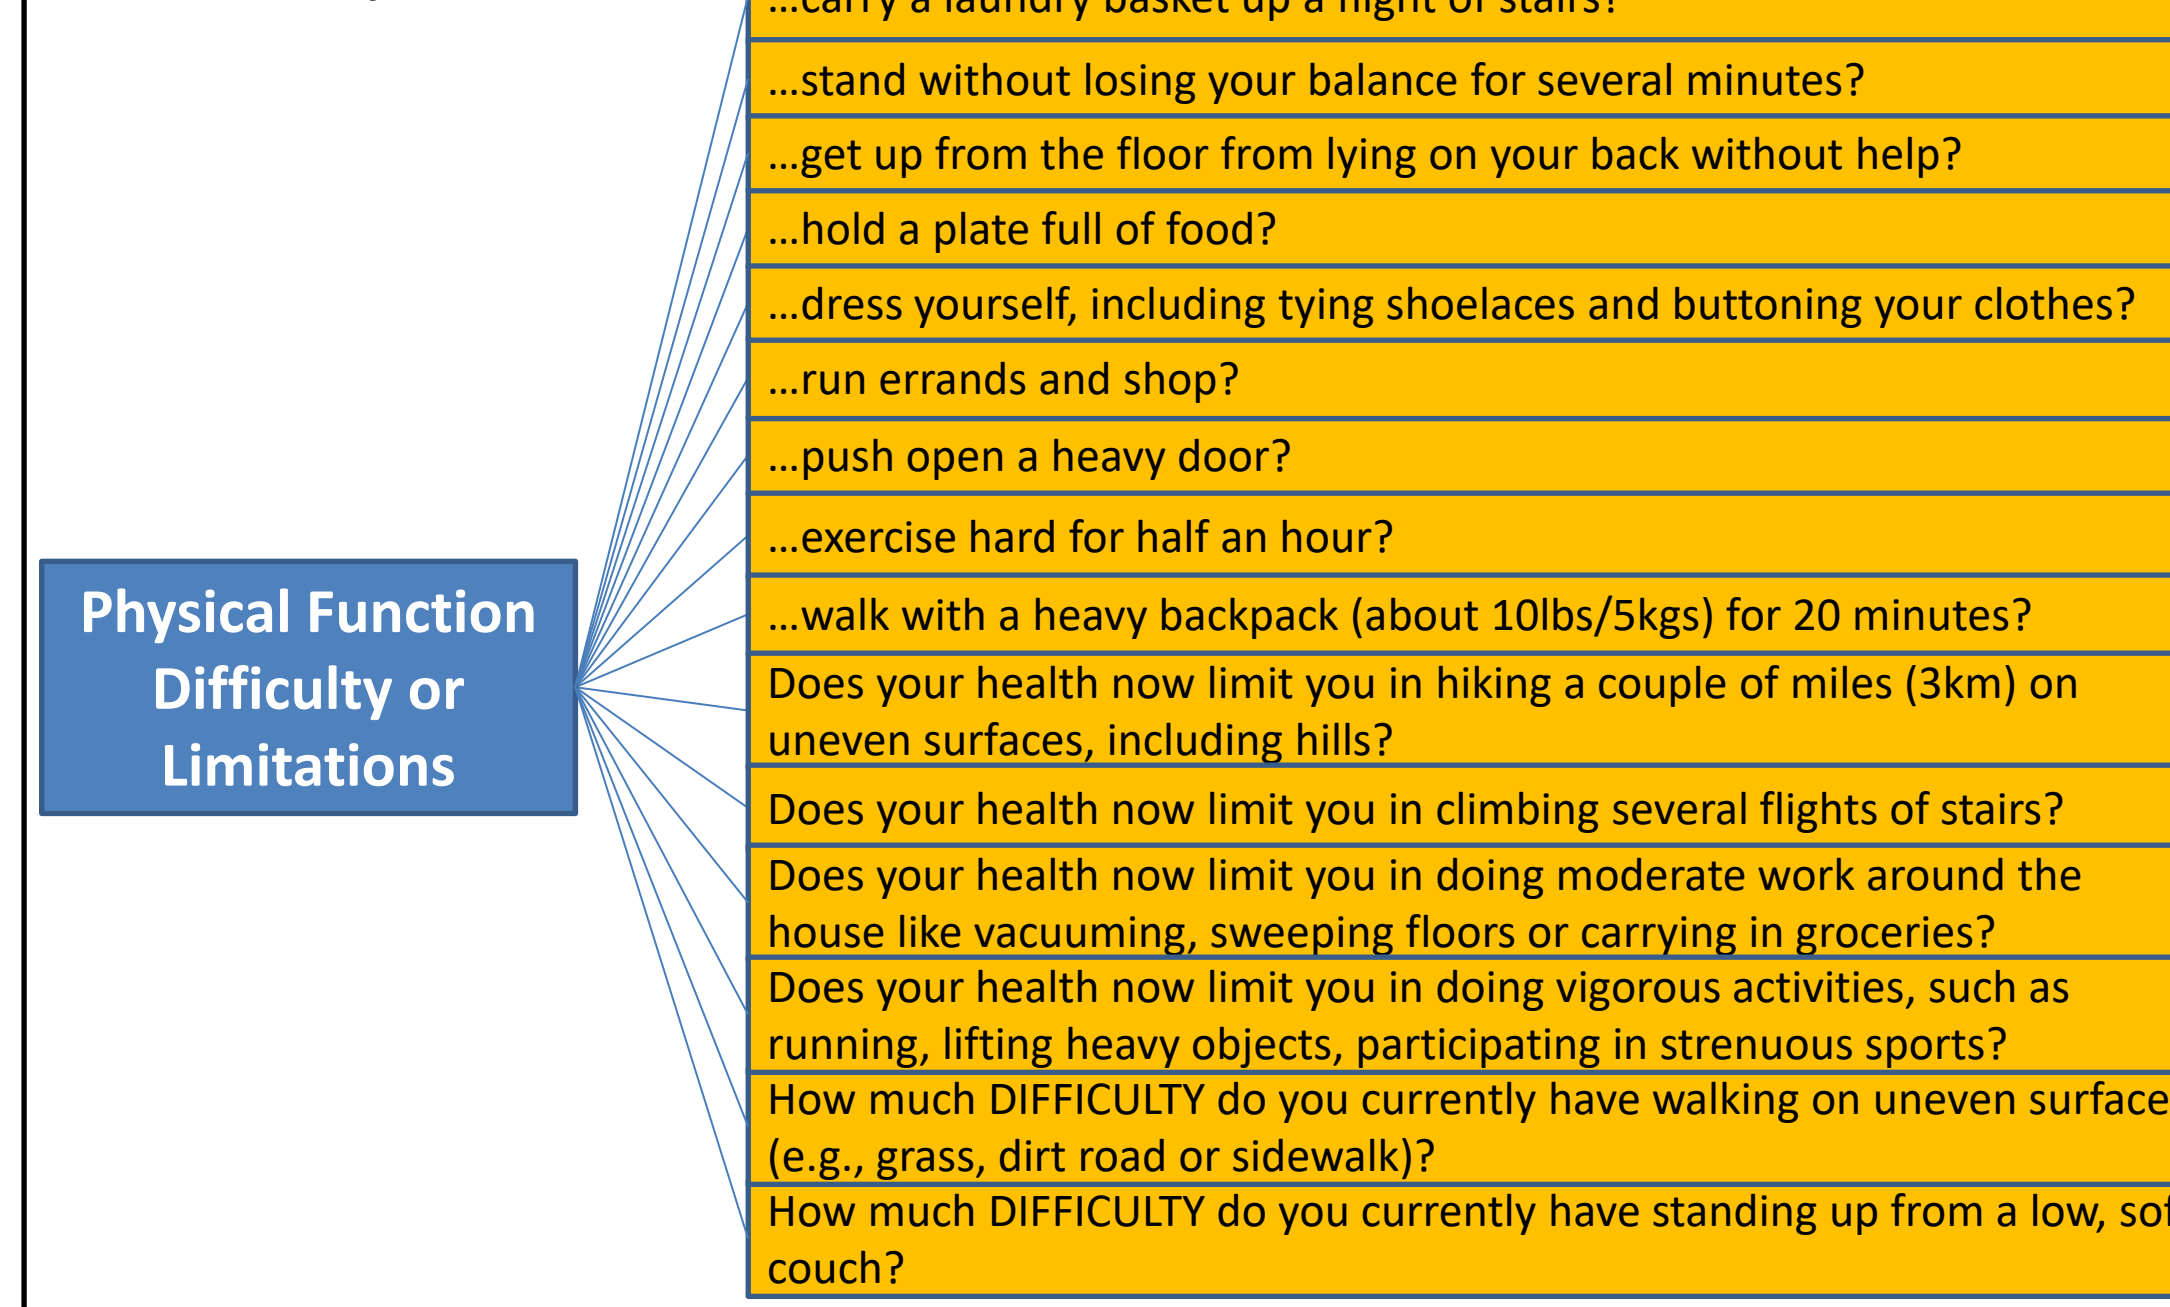 Physical Function
Difficulty or
Limitations
...carry a laundry basket up a flight of stairs?
...stand without losing your balance for several minutes?
...get up from the floor from lying on your back without help?
...hold a plate full of food?
...dress yourself, including tying shoelaces and buttoning your clothes?
...run errands and shop?
...push open a heavy door?
...exercise hard for half an hour?
...walk with a heavy backpack (about 10lbs/5kgs) for 20 minutes?
Does your health now limit you in hiking a couple of miles (3km) on
uneven surfaces, including hills?
Does your health now limit you in climbing several flights of stairs?
Does your health now limit you in doing moderate work around the
house like vacuuming, sweeping floors or carrying in groceries?
Does your health now limit you in doing vigorous activities, such as
running, lifting heavy objects, participating in strenuous sports?
How much DIFFICULTY do you currently have walking on uneven surface
(e.g., grass, dirt road or sidewalk)?
How much DIFFICULTY do you currently have standing up from a low,
couch?